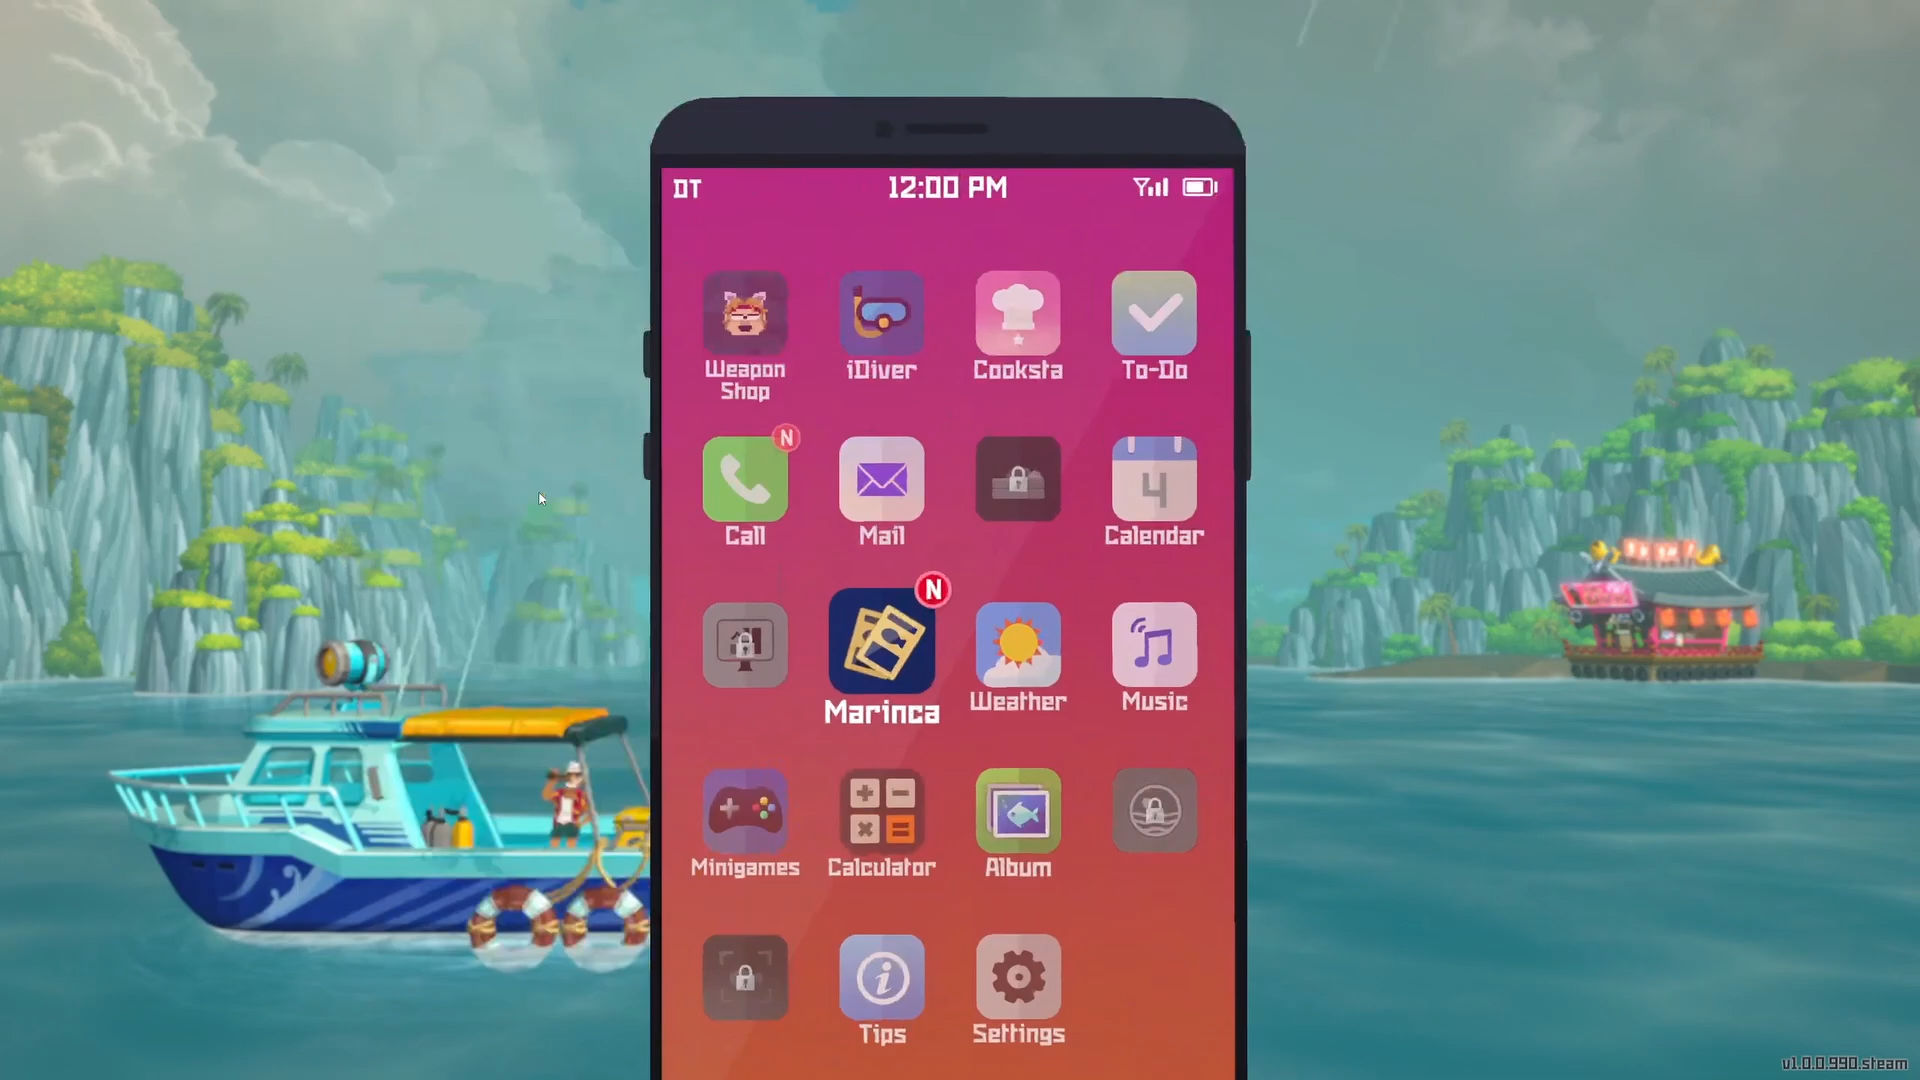 DT 12:00 PM
Weapon
Shop
iDiver
Cooksta
To-Do
N
Call
Mail
4
Calendar
N
Marinca
Weather
Music
Minigames
Calculator
Album
Tips
Settings
v1.0.0.990.steam